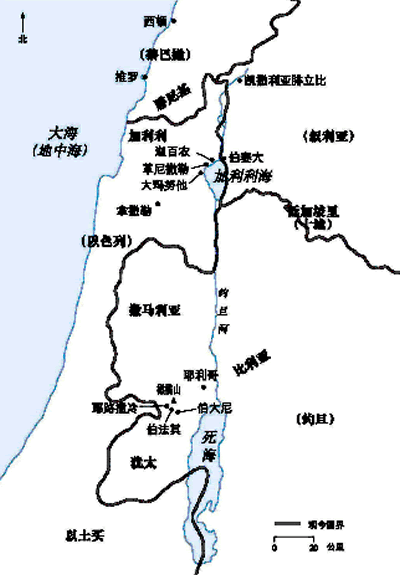 西顿
北
(黎巴嫩)
推罗
腓尼基
凯撒利亚腓立比
大海
(地中海)
加利利
(叙利亚)
迦百农
伯赛大
革尼撒勒
加利利海
大玛努他
拿撒勒
低加坡里
(十城)
(以色列)
撒马利亚
约旦河
比利亚
耶利哥
橄榄山
耶路撒冷
伯大尼
伯法其
(约旦)
死海
犹太
以土买
现今国界
0 20 公里